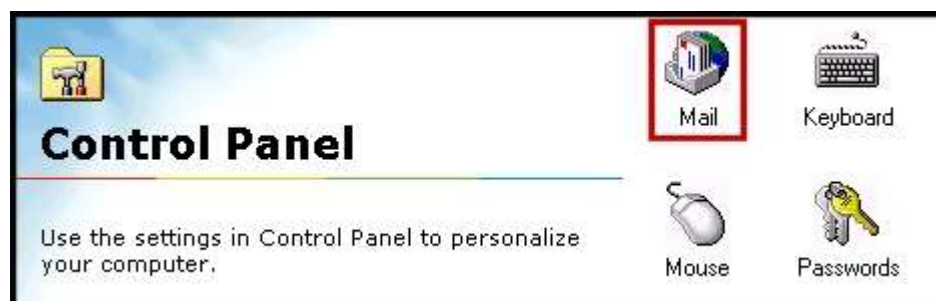 Control Panel
Use the settings in Control Panel to personalize
your computer.
Mail
Keyboard
Mouse
Passwords